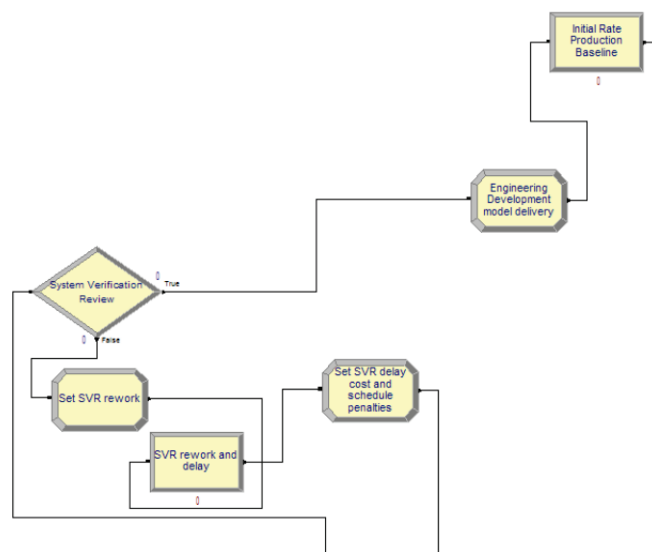 Initial Rate
Production
Baseline
0
Engineering
Development
model delivery
0
System Verification
Review
True
0
False
Set SVR rework
Set SVR delay
cost and
schedule
penalties
SVR rework and
delay
0